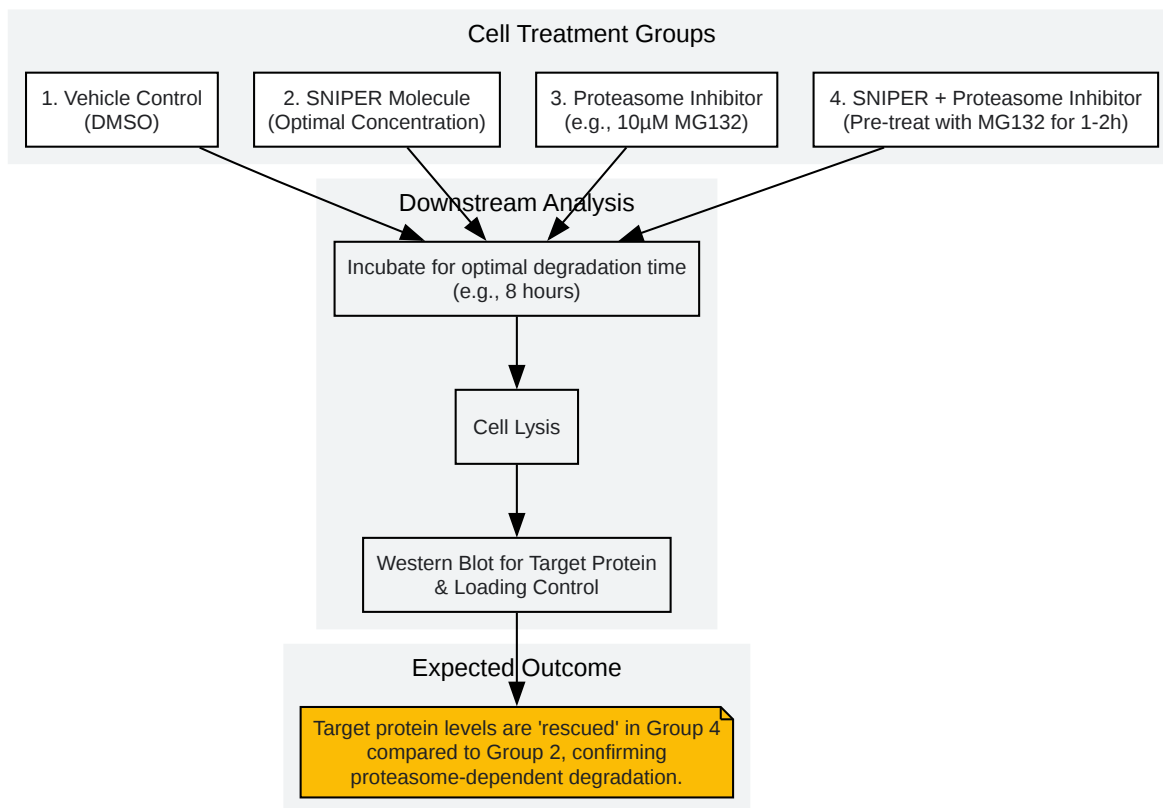 Cell Treatment Groups
1. Vehicle Control
(DMSO)
2. SNIPER Molecule
(Optimal Concentration)
3. Proteasome Inhibitor
(e.g., 10µM MG132)
4. SNIPER + Proteasome Inhibitor
(Pre-treat with MG132 for 1-2h)
Downstream Analysis
Incubate for optimal degradation time
(e.g., 8 hours)
Cell Lysis
Western Blot for Target Protein
& Loading Control
Expected Outcome
Target protein levels are 'rescued' in Group 4
compared to Group 2, confirming
proteasome-dependent degradation.